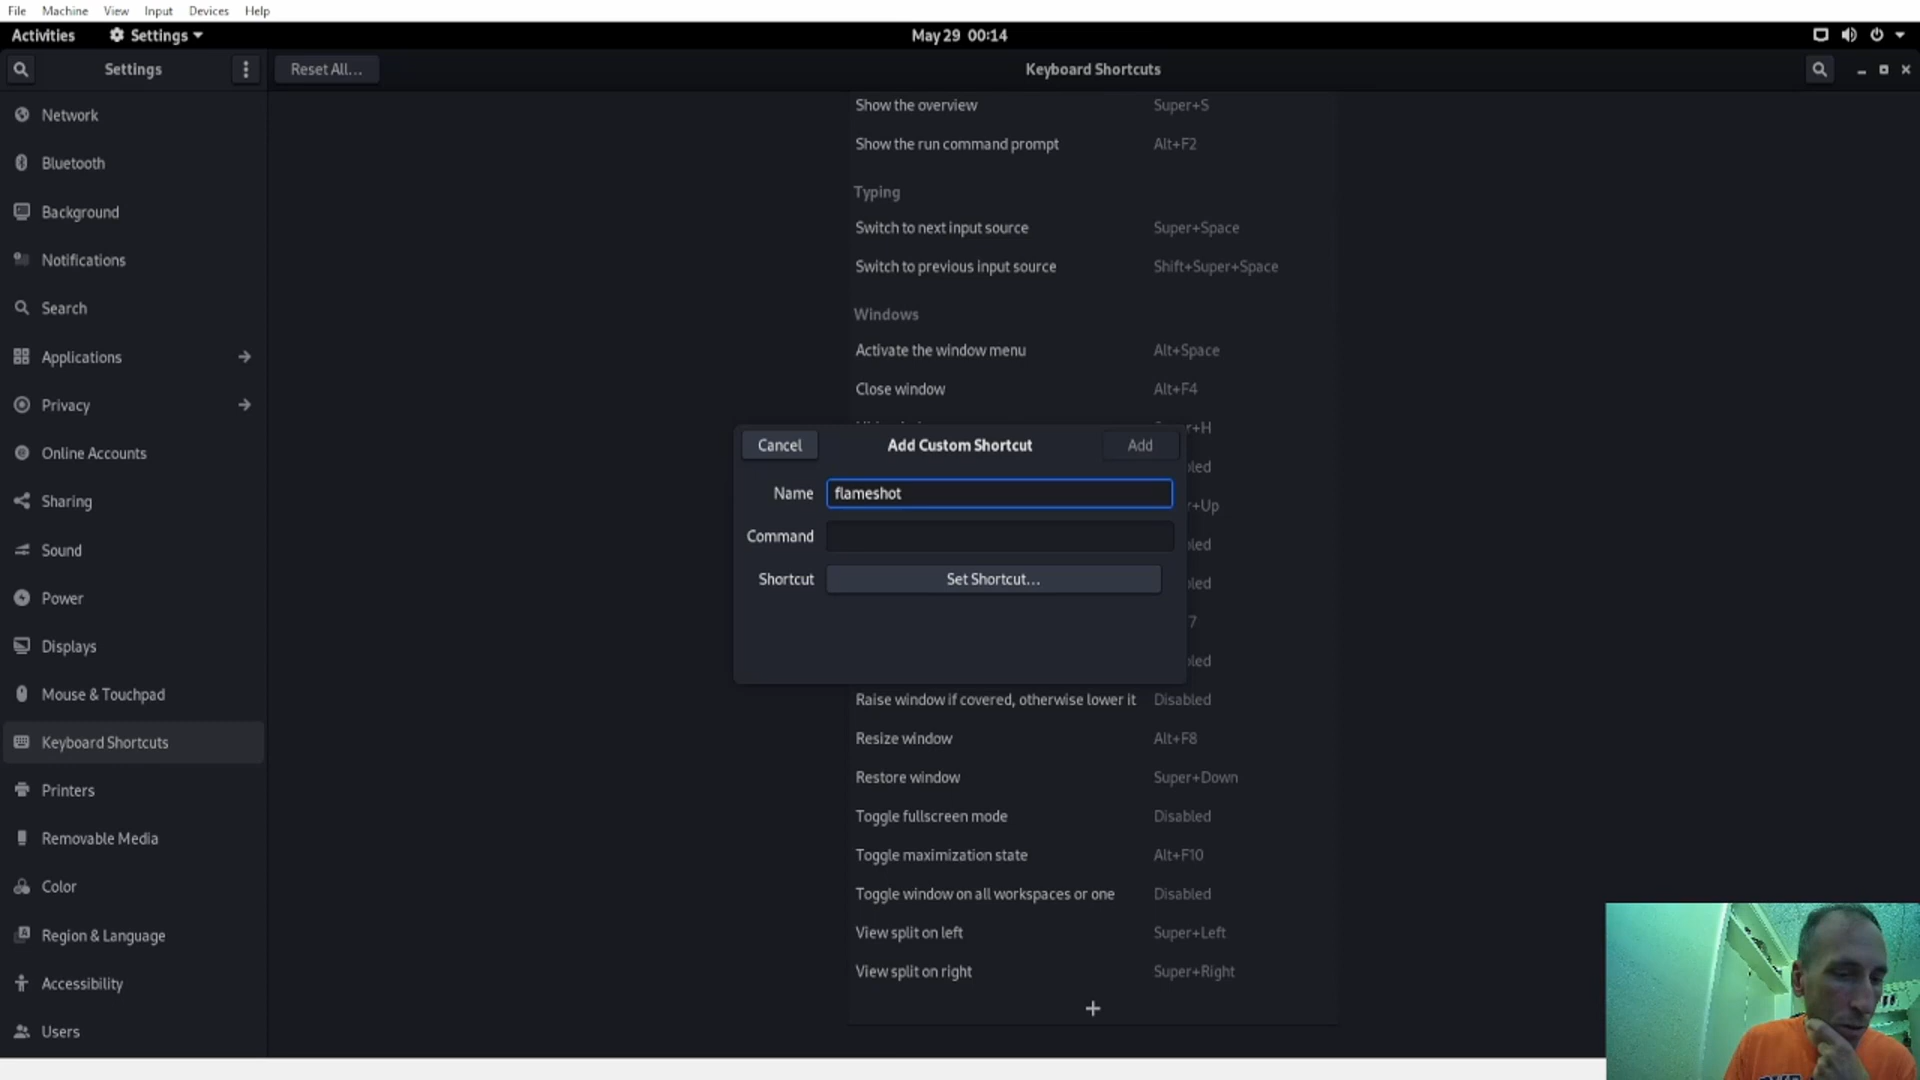 File Machine View Input Devices Help
Activities Settings May 29 00:14
Settings Reset All... Keyboard Shortcuts
Network
Bluetooth
Background
Notifications
Search
Applications
Privacy
Online Accounts
Sharing
Sound
Power
Displays
Mouse & Touchpad
Keyboard Shortcuts
Printers
Removable Media
Color
Region & Language
Accessibility
Users
Show the overview Super+S
Show the run command prompt Alt+F2
Typing
Switch to next input source Super+Space
Switch to previous input source Shift+Super+Space
Windows
Activate the window menu Alt+Space
Close window Alt+F4
Cancel Add Custom Shortcut Add
Name flameshot
Command
Shortcut Set Shortcut...
Raise window if covered, otherwise lower it Disabled
Resize window Alt+F8
Restore window Super+Down
Toggle fullscreen mode Disabled
Toggle maximization state Alt+F10
Toggle window on all workspaces or one Disabled
View split on left Super+Left
View split on right Super+Right